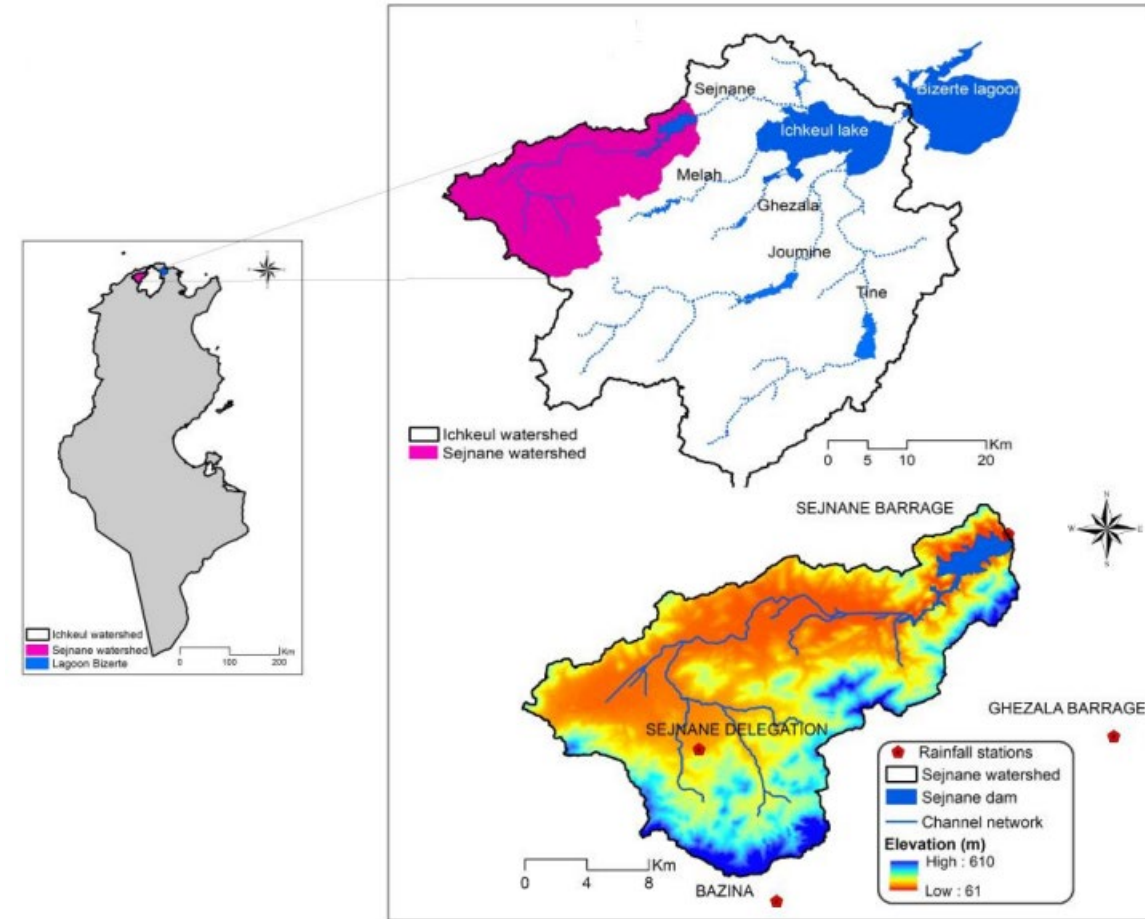 Sejnane
Bizerte lagoon
Ichkeul lake
Melah
Ghezala
Joumine
Tine
Ichkeul watershed
Sejnane watershed
Km
0 5 10 20
Ichkeul watershed
Sejnane watershed
Lagoon Bizerte
Km
0 100 200
SEJNANE BARRAGE
N
W E
S
GHEZALA BARRAGE
SEJNANE DELEGATION
Rainfall stations
Sejnane watershed
Sejnane dam
Channel network
Elevation (m)
High : 610
Low : 61
Km
0 4 8
BAZINA